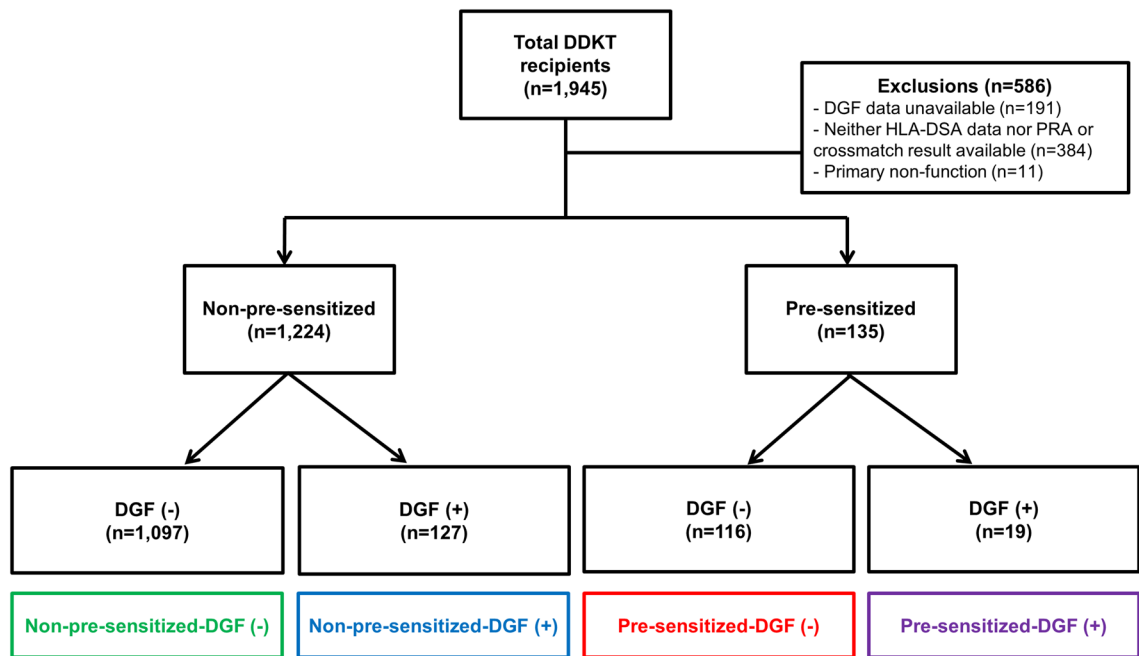 Total DDKT
recipients
(n=1,945)
Exclusions (n=586)
- DGF data unavailable (n=191)
- Neither HLA-DSA data nor PRA or
crossmatch result available (n=384)
- Primary non-function (n=11)
Non-pre-sensitized
(n=1,224)
Pre-sensitized
(n=135)
DGF (-)
(n=1,097)
DGF (+)
(n=127)
DGF (-)
(n=116)
DGF (+)
(n=19)
Non-pre-sensitized-DGF (-)
Non-pre-sensitized-DGF (+)
Pre-sensitized-DGF (-)
Pre-sensitized-DGF (+)